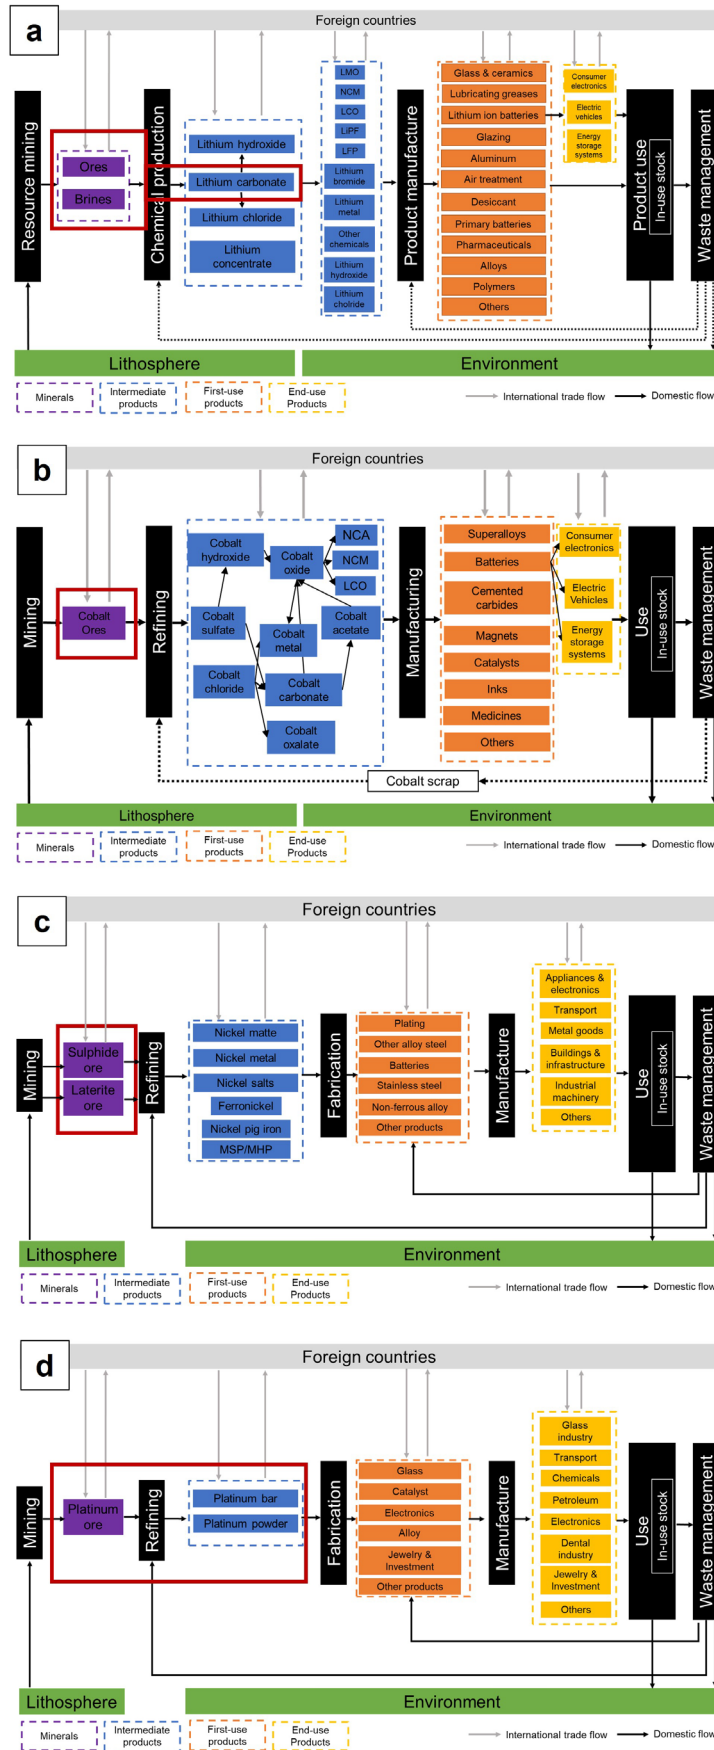 a
Foreign countries
Resource mining
Ores
Brines
Chemical production
Lithium hydroxide
Lithium carbonate
Lithium chloride
Lithium
concentrate
LMO
NCM
LCO
LiPF
LFP
Lithium
bromide
Lithium
metal
Other
chemicals
Lithium
hydroxide
Lithium
cholride
Product manufacture
Glass & ceramics
Lubricating greases
Lithium ion batteries
Glazing
Aluminum
Air treatment
Desiccant
Primary batteries
Pharmaceuticals
Alloys
Polymers
Others
Consumer
electronics
Electric
vehicles
Energy
storage
systems
Product use
In-use stock
Waste management
Lithosphere
Environment
Minerals
Intermediate
products
First-use
products
End-use
Products
International trade flow
Domestic flow
b
Foreign countries
Mining
Cobalt
Ores
Refining
Cobalt
hydroxide
Cobalt
oxide
NCA
NCM
LCO
Cobalt
sulfate
Cobalt
metal
Cobalt
acetate
Cobalt
chloride
Cobalt
carbonate
Cobalt
oxalate
Manufacturing
Superalloys
Batteries
Cemented
carbides
Magnets
Catalysts
Inks
Medicines
Others
Consumer
electronics
Electric
Vehicles
Energy
storage
systems
Use
In-use stock
Waste management
Cobalt scrap
Lithosphere
Environment
Minerals
Intermediate
products
First-use
products
End-use
Products
International trade flow
Domestic flow
c
Foreign countries
Mining
Sulphide
ore
Laterite
ore
Refining
Nickel matte
Nickel metal
Nickel salts
Ferronickel
Nickel pig iron
MSP/MHP
Fabrication
Plating
Other alloy steel
Batteries
Stainless steel
Non-ferrous alloy
Other products
Manufacture
Appliances &
electronics
Transport
Metal goods
Buildings &
infrastructure
Industrial
machinery
Others
Use
In-use stock
Waste management
Lithosphere
Environment
Minerals
Intermediate
products
First-use
products
End-use
Products
International trade flow
Domestic flow
d
Foreign countries
Mining
Platinum
ore
Refining
Platinum bar
Platinum powder
Fabrication
Glass
Catalyst
Electronics
Alloy
Jewelry &
Investment
Other products
Manufacture
Glass
industry
Transport
Chemicals
Petroleum
Electronics
Dental
industry
Jewelry &
Investment
Others
Use
In-use stock
Waste management
Lithosphere
Environment
Minerals
Intermediate
products
First-use
products
End-use
Products
International trade flow
Domestic flow